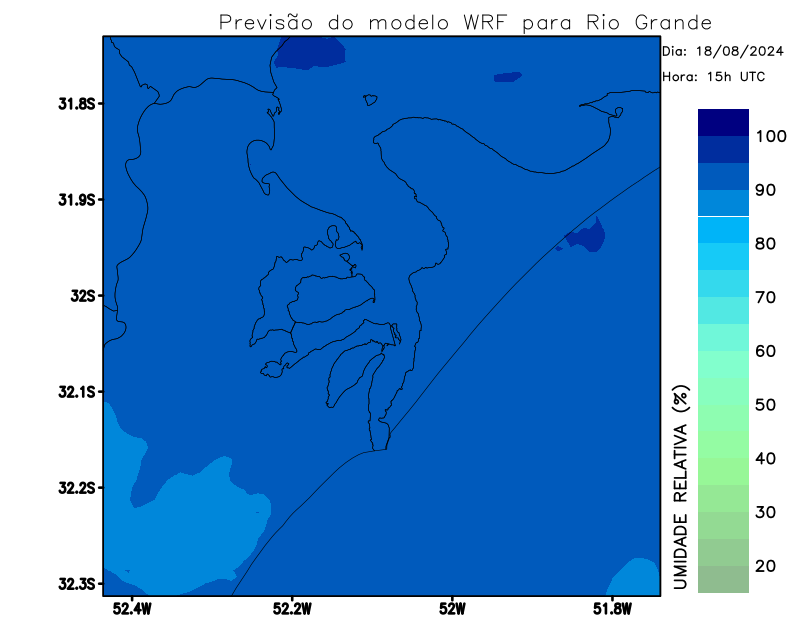 Previsão do modelo WRF para Rio Grande
Dia: 18/08/2024
Hora: 15h UTC
31.8S
31.9S
32S
32.1S
32.2S
32.3S
52.4W
52.2W
52W
51.8W
100
90
80
70
60
50
40
30
20
UMIDADE RELATIVA (%)